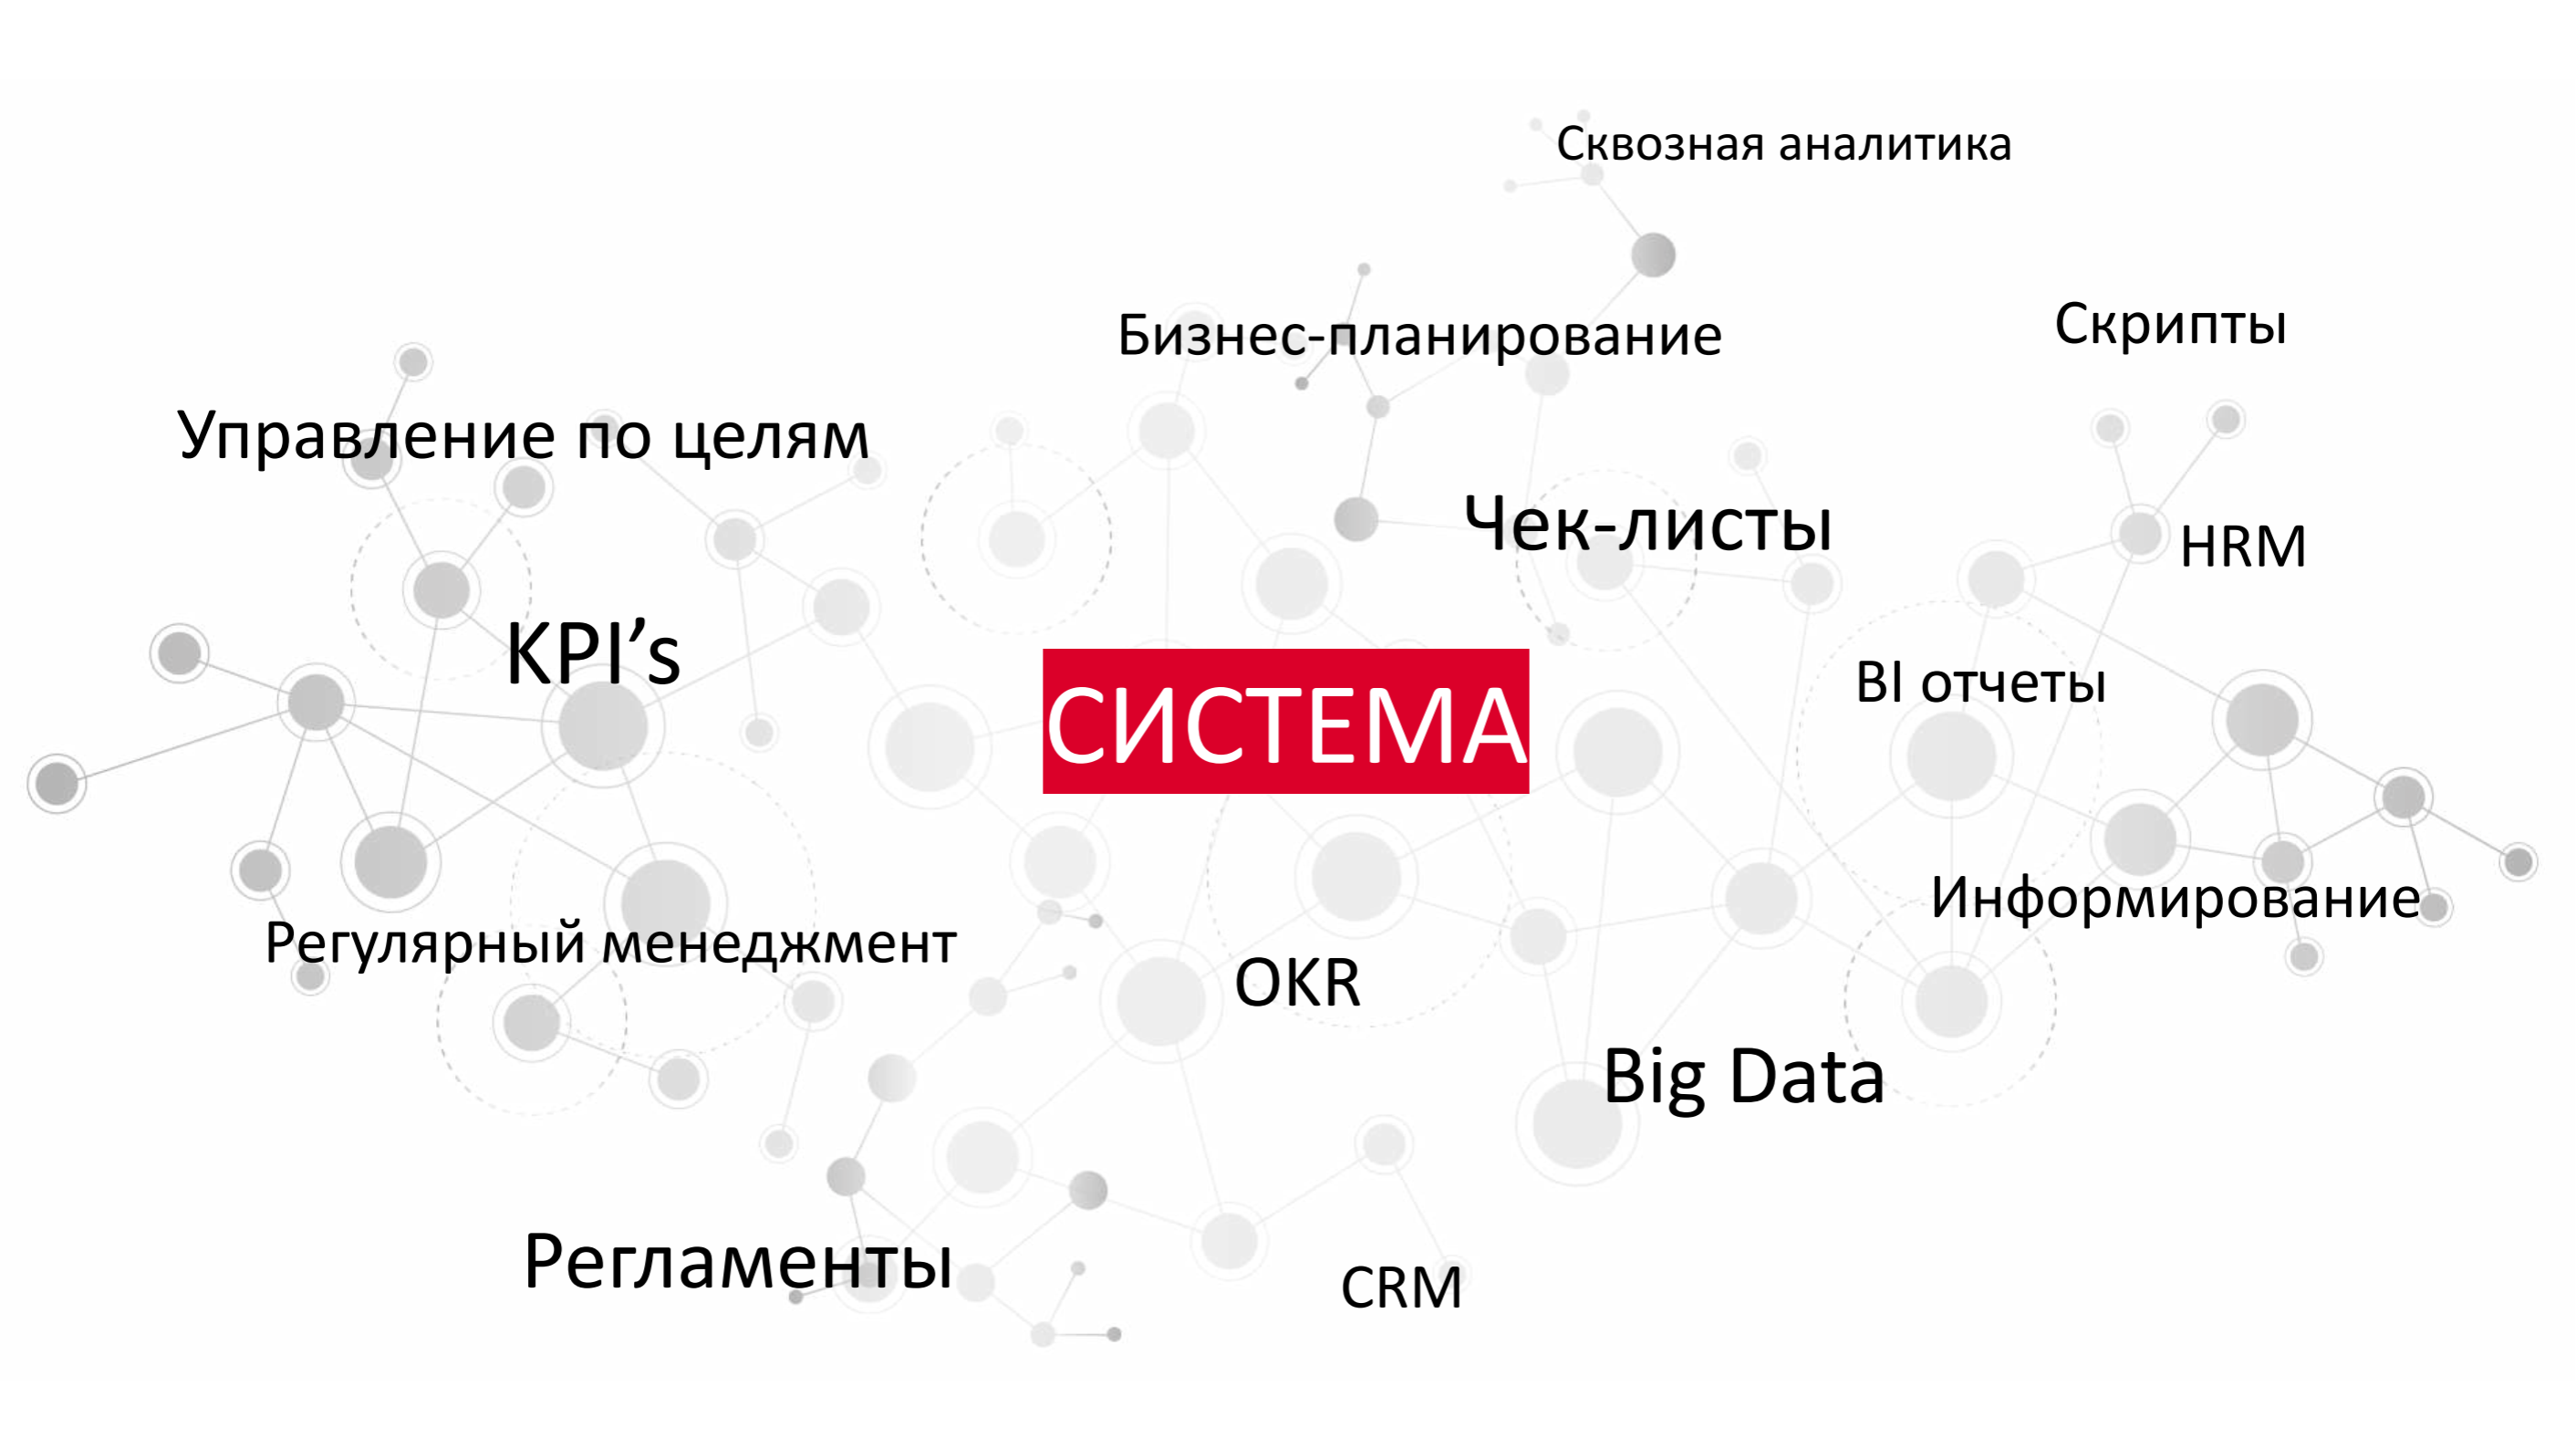 Сквозная аналитика
Бизнес-планирование
Скрипты
Управление по целям
Чек-листы
HRM
KPI’s
СИСТЕМА
BI отчеты
Информирование
Регулярный менеджмент
OKR
Big Data
Регламенты
CRM